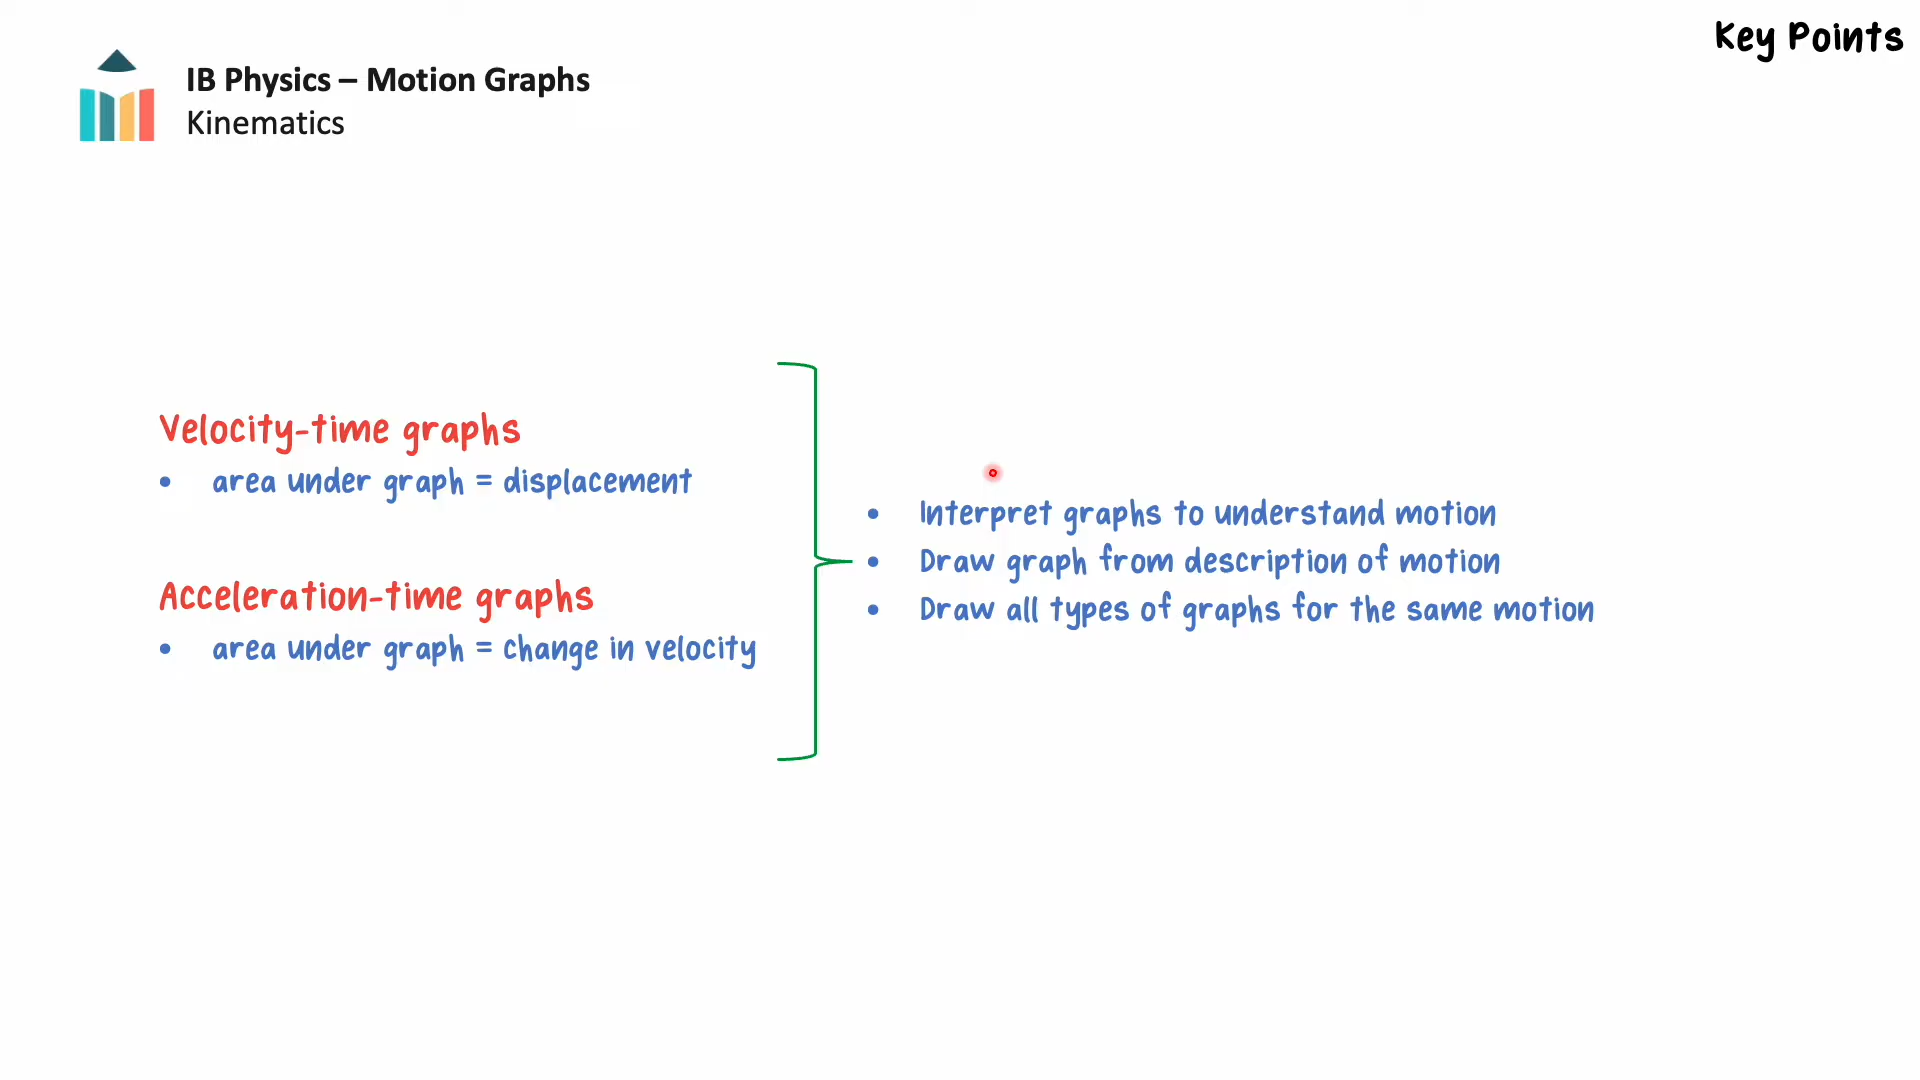 Key Points
IB Physics – Motion Graphs
Kinematics
Velocity-time graphs
• area under graph = displacement
Acceleration-time graphs
• area under graph = change in velocity
• Interpret graphs to understand motion
• Draw graph from description of motion
• Draw all types of graphs for the same motion